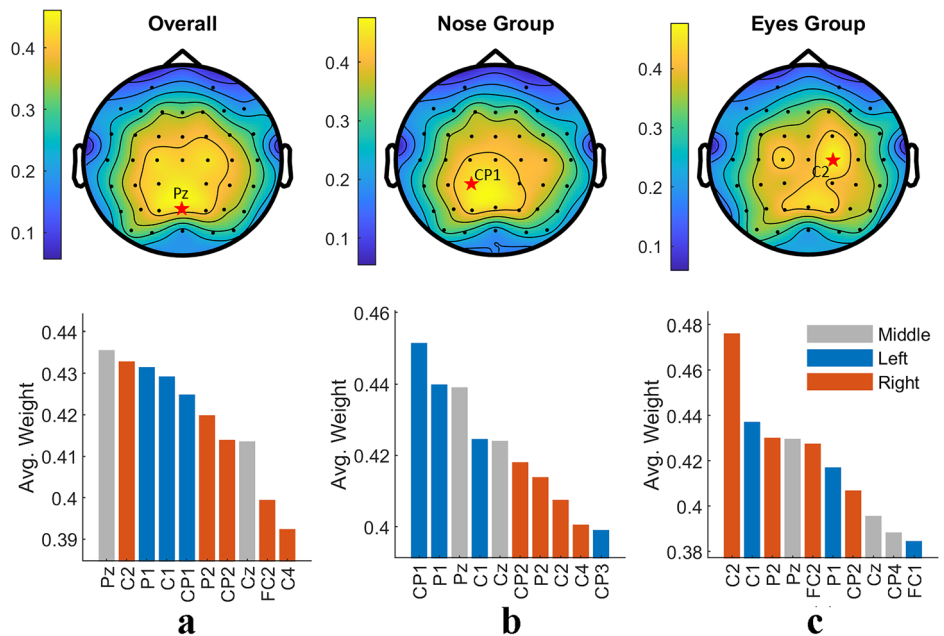 Overall
Nose Group
Eyes Group
0.4
0.3
0.2
0.1
Pz
0.4
0.3
0.2
0.1
CP1
0.4
0.3
0.2
0.1
C2
0.44
0.43
0.42
0.41
0.4
0.39
Avg. Weight
Pz C2 P1 C1 CP1 P2 CP2 Cz FC2 C4
a
0.46
0.44
0.42
0.4
Avg. Weight
CP1 P1 Pz C1 Cz CP2 P2 C2 C4 CP3
b
0.48
0.46
0.44
0.42
0.4
0.38
Avg. Weight
Middle
Left
Right
C2 C1 P2 Pz FC2 P1 CP2 Cz CP4 FC1
c